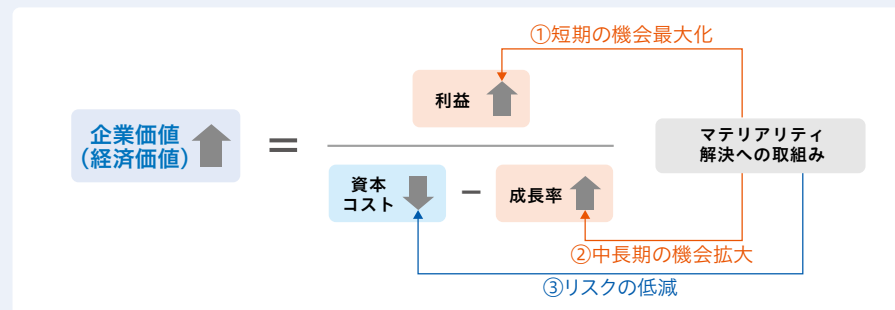 ①短期の機会最大化
利益
企業価値
(経済価値)
=
マテリアリティ
解決への取組み
資本
コスト
−
成長率
②中長期の機会拡大
③リスクの低減